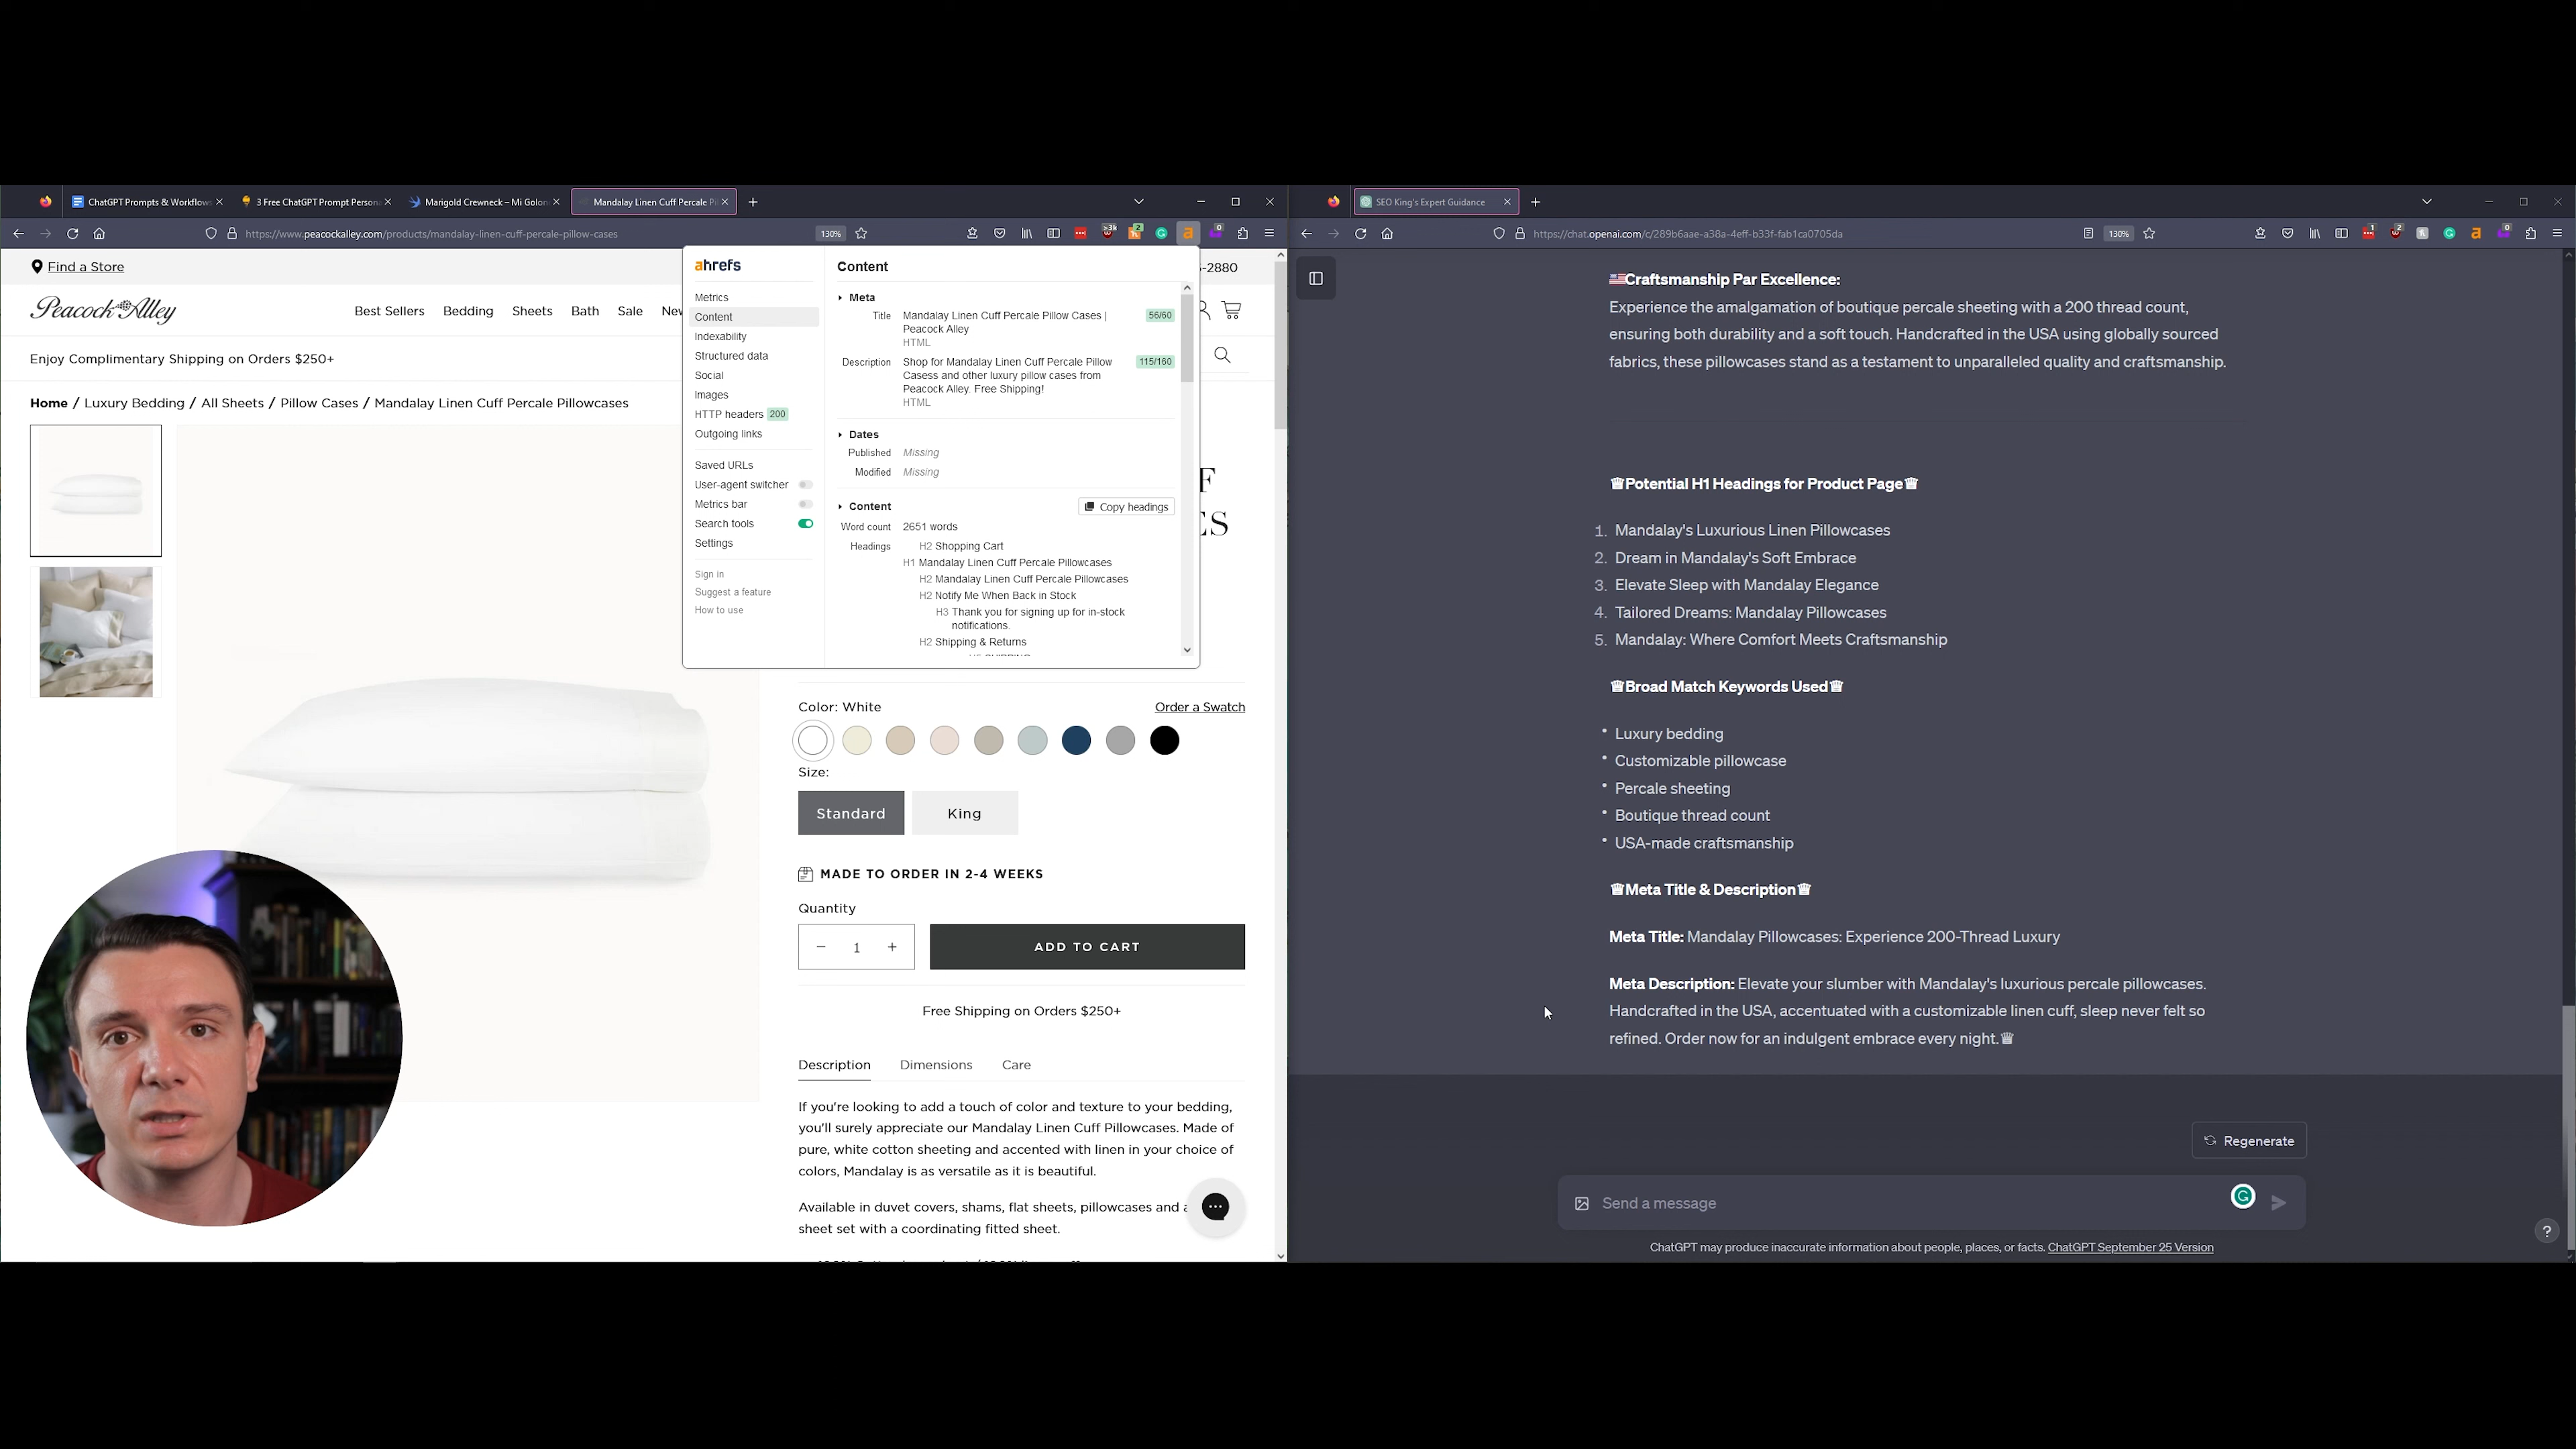 ChatGPT Prompts & Workflows
3 Free ChatGPT Prompt Persona
Marigold Crewneck – Mi Golon
Mandalay Linen Cuff Percale Pi
https://www.peacockalley.com/products/mandalay-linen-cuff-percale-pillow-cases
130%
Find a Store
-2880
Peacock Alley
Best Sellers
Bedding
Sheets
Bath
Sale
Enjoy Complimentary Shipping on Orders $250+
Home / Luxury Bedding / All Sheets / Pillow Cases / Mandalay Linen Cuff Percale Pillowcases
ahrefs
Metrics
Content
Indexability
Structured data
Social
Images
HTTP headers 200
Outgoing links
Saved URLs
User-agent switcher
Metrics bar
Search tools
Settings
Sign in
Suggest a feature
How to use
Content
Meta
Title Mandalay Linen Cuff Percale Pillow Cases | 56/60
Peacock Alley
HTML
Description Shop for Mandalay Linen Cuff Percale Pillow 115/160
Casess and other luxury pillow cases from
Peacock Alley. Free Shipping!
HTML
Dates
Published Missing
Modified Missing
Content Copy headings
Word count 2651 words
Headings H2 Shopping Cart
H1 Mandalay Linen Cuff Percale Pillowcases
H2 Mandalay Linen Cuff Percale Pillowcases
H2 Notify Me When Back in Stock
H3 Thank you for signing up for in-stock
notifications.
H2 Shipping & Returns
F
ES
Color: White Order a Swatch
Size:
Standard King
MADE TO ORDER IN 2-4 WEEKS
Quantity
− 1 + ADD TO CART
Free Shipping on Orders $250+
Description Dimensions Care
If you're looking to add a touch of color and texture to your bedding,
you'll surely appreciate our Mandalay Linen Cuff Pillowcases. Made of
pure, white cotton sheeting and accented with linen in your choice of
colors, Mandalay is as versatile as it is beautiful.
Available in duvet covers, shams, flat sheets, pillowcases and a
sheet set with a coordinating fitted sheet.
SEO King's Expert Guidance
https://chat.openai.com/c/289b6aae-a38a-4eff-b33f-fab1ca0705da
130%
🇺🇸Craftsmanship Par Excellence:
Experience the amalgamation of boutique percale sheeting with a 200 thread count,
ensuring both durability and a soft touch. Handcrafted in the USA using globally sourced
fabrics, these pillowcases stand as a testament to unparalleled quality and craftsmanship.
♕Potential H1 Headings for Product Page♕
1. Mandalay's Luxurious Linen Pillowcases
2. Dream in Mandalay's Soft Embrace
3. Elevate Sleep with Mandalay Elegance
4. Tailored Dreams: Mandalay Pillowcases
5. Mandalay: Where Comfort Meets Craftsmanship
♕Broad Match Keywords Used♕
• Luxury bedding
• Customizable pillowcase
• Percale sheeting
• Boutique thread count
• USA-made craftsmanship
♕Meta Title & Description♕
Meta Title: Mandalay Pillowcases: Experience 200-Thread Luxury
Meta Description: Elevate your slumber with Mandalay's luxurious percale pillowcases.
Handcrafted in the USA, accentuated with a customizable linen cuff, sleep never felt so
refined. Order now for an indulgent embrace every night.♕
Regenerate
Send a message
ChatGPT may produce inaccurate information about people, places, or facts. ChatGPT September 25 Version
?